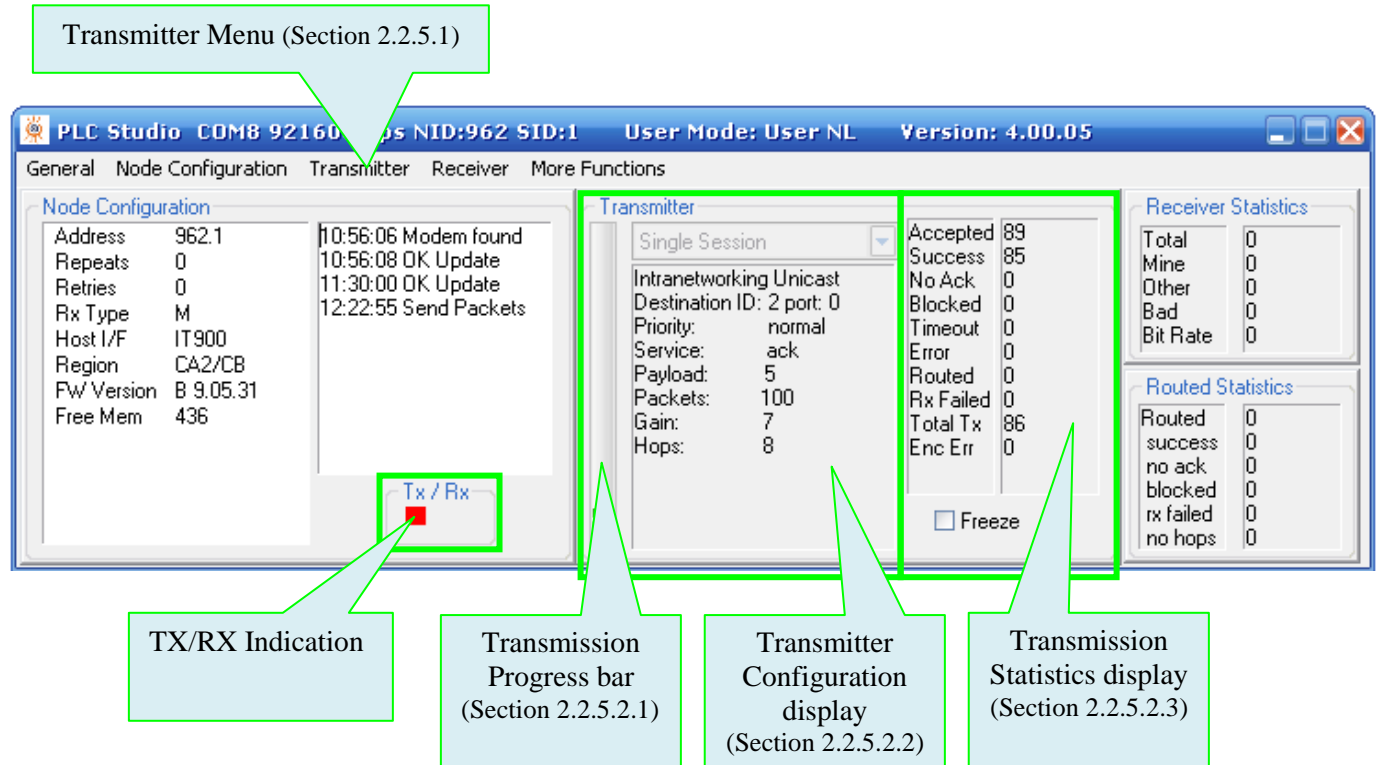 Transmitter Menu (Section 2.2.5.1)
PLC Studio COM8 92160 ps NID:962 SID:1 User Mode: User NL Version: 4.00.05
General Node Configuration Transmitter Receiver More Functions
Node Configuration
Address 962.1
Repeats 0
Retries 0
Rx Type M
Host I/F IT900
Region CA2/CB
FW Version B 9.05.31
Free Mem 436
10:56:06 Modem found
10:56:08 OK Update
11:30:00 OK Update
12:22:55 Send Packets
Tx / Rx
Transmitter
Single Session
Intranetworking Unicast
Destination ID: 2 port: 0
Priority: normal
Service: ack
Payload: 5
Packets: 100
Gain: 7
Hops: 8
Accepted 89
Success 85
No Ack 0
Blocked 0
Timeout 0
Error 0
Routed 0
Rx Failed 0
Total Tx 86
Enc Err 0
Freeze
Receiver Statistics
Total 0
Mine 0
Other 0
Bad 0
Bit Rate 0
Routed Statistics
Routed 0
success 0
no ack 0
blocked 0
rx failed 0
no hops 0
TX/RX Indication
Transmission
Progress bar
(Section 2.2.5.2.1)
Transmitter
Configuration
display
(Section 2.2.5.2.2)
Transmission
Statistics display
(Section 2.2.5.2.3)